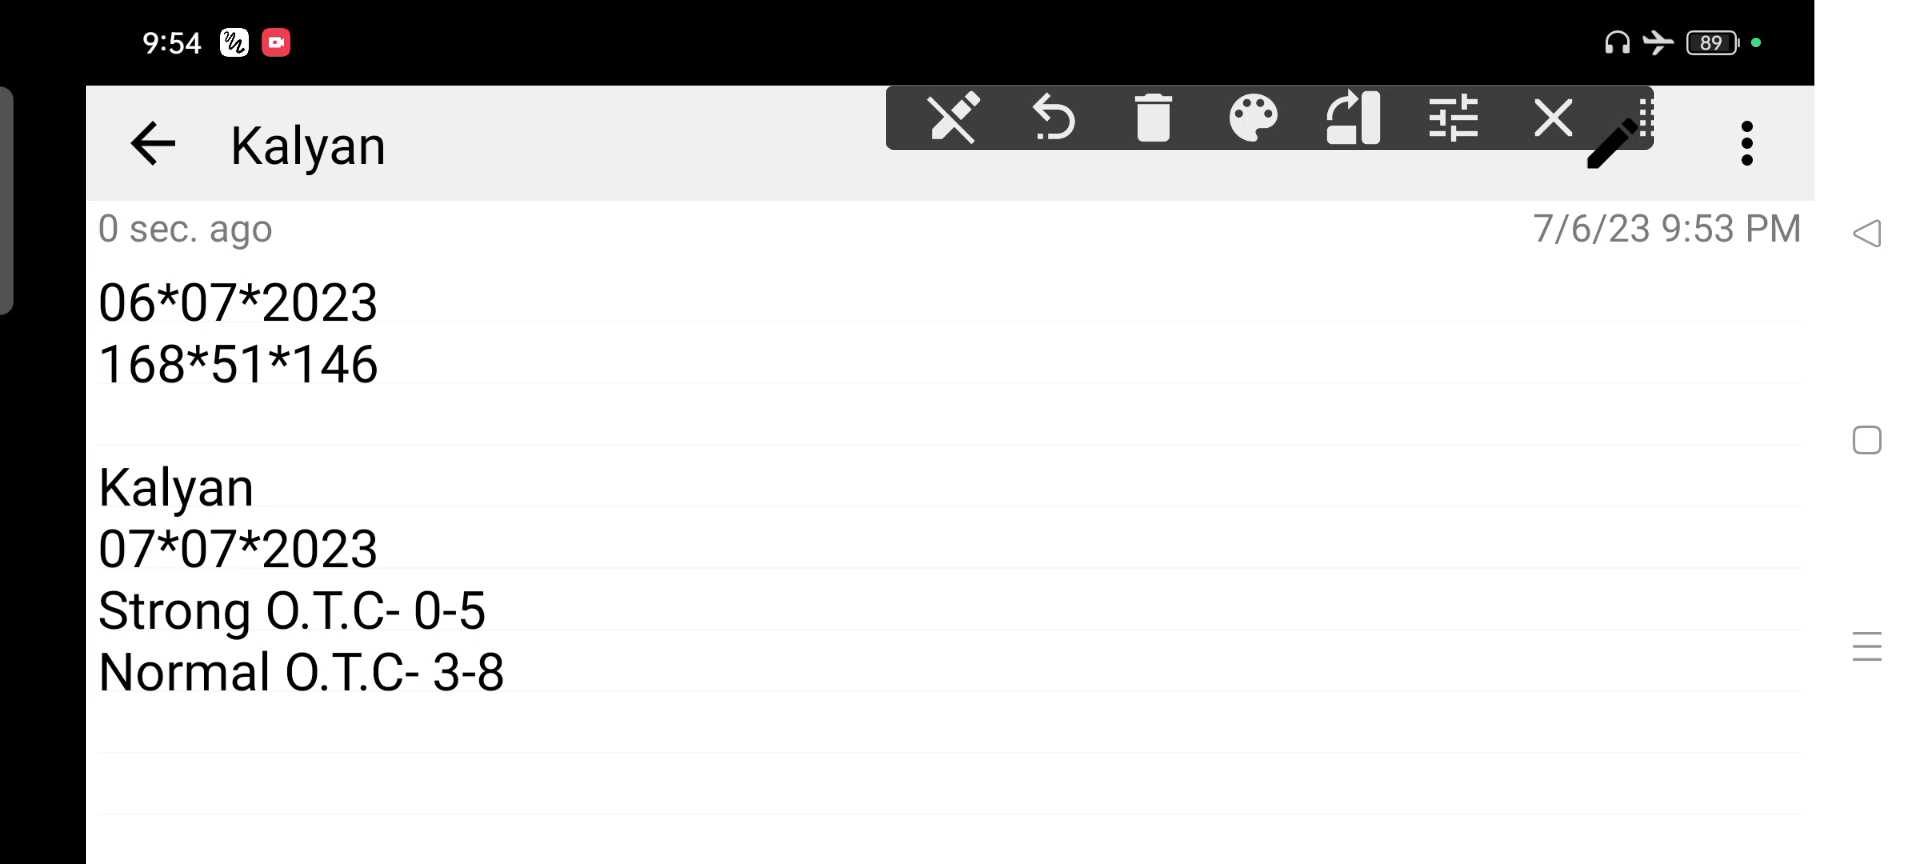 9:54
89
Kalyan
0 sec. ago
7/6/23 9:53 PM
06*07*2023
168*51*146
Kalyan
07*07*2023
Strong O.T.C- 0-5
Normal O.T.C- 3-8